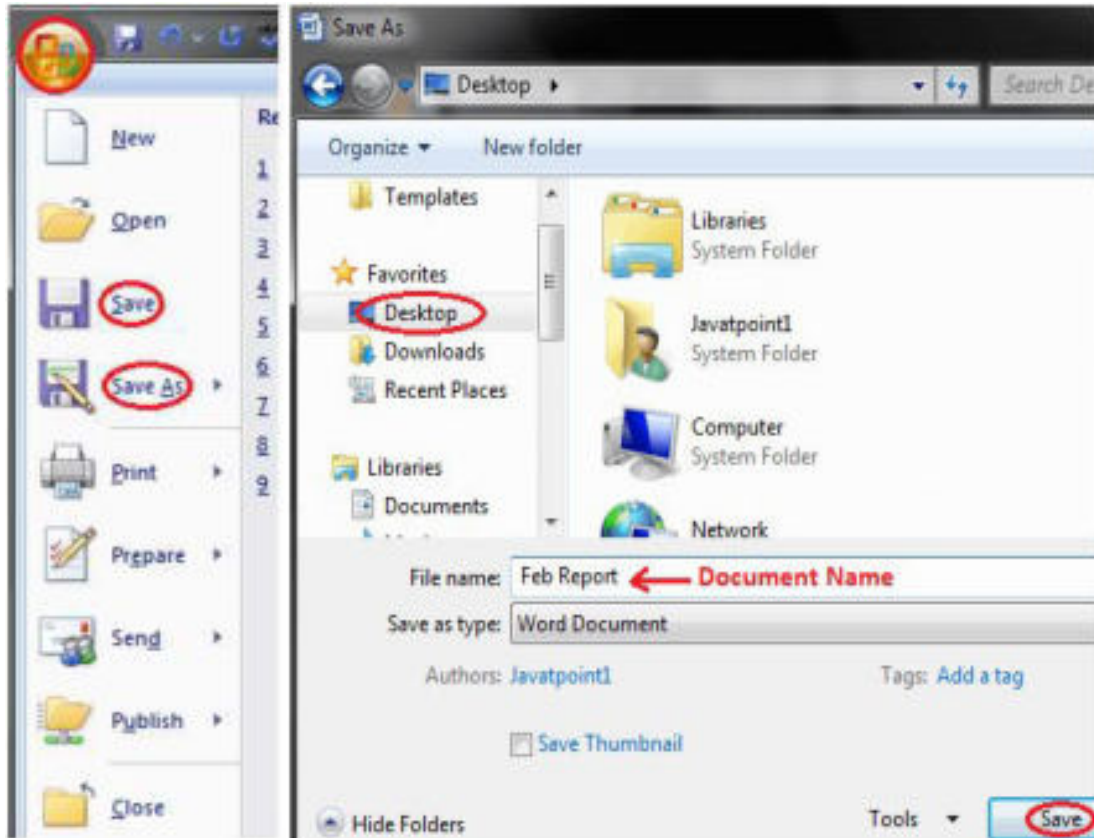 Re
New
1
2
Open
3
4
Save
5
6
Save As
7
8
Print
9
Prepare
Send
Publish
Close
Save As
Desktop
Search De
Organize
New folder
Templates
Favorites
Desktop
Downloads
Recent Places
Libraries
Documents
Libraries
System Folder
Javatpoint1
System Folder
Computer
System Folder
Network
File name: Feb Report Document Name
Save as type: Word Document
Authors: Javatpoint1 Tags: Add a tag
Save Thumbnail
Hide Folders Tools Save